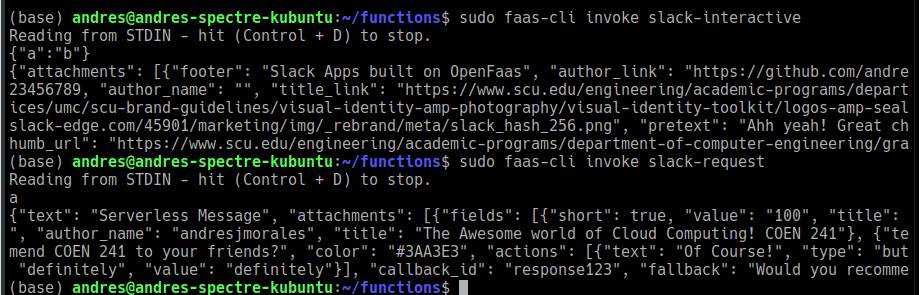 (base) andres@andres-spectre-kubuntu:~/functions$ sudo faas-cli invoke slack-interactive
Reading from STDIN - hit (Control + D) to stop.
{"a":"b"}
{"attachments": [{"footer": "Slack Apps built on OpenFaas", "author_link": "https://github.com/andre
23456789, "author_name": "", "title_link": "https://www.scu.edu/engineering/academic-programs/depart
ices/umc/scu-brand-guidelines/visual-identity-amp-photography/visual-identity-toolkit/logos-amp-seal
slack-edge.com/45901/marketing/img/_rebrand/meta/slack_hash_256.png", "pretext": "Ahh yeah! Great ch
humb_url": "https://www.scu.edu/engineering/academic-programs/department-of-computer-engineering/gra
(base) andres@andres-spectre-kubuntu:~/functions$ sudo faas-cli invoke slack-request
Reading from STDIN - hit (Control + D) to stop.
a
{"text": "Serverless Message", "attachments": [{"fields": [{"short": true, "value": "100", "title":
", "author_name": "andresjmorales", "title": "The Awesome world of Cloud Computing! COEN 241"}, {"te
mend COEN 241 to your friends?", "color": "#3AA3E3", "actions": [{"text": "Of Course!", "type": "but
 "definitely", "value": "definitely"}], "callback_id": "response123", "fallback": "Would you recomme
(base) andres@andres-spectre-kubuntu:~/functions$